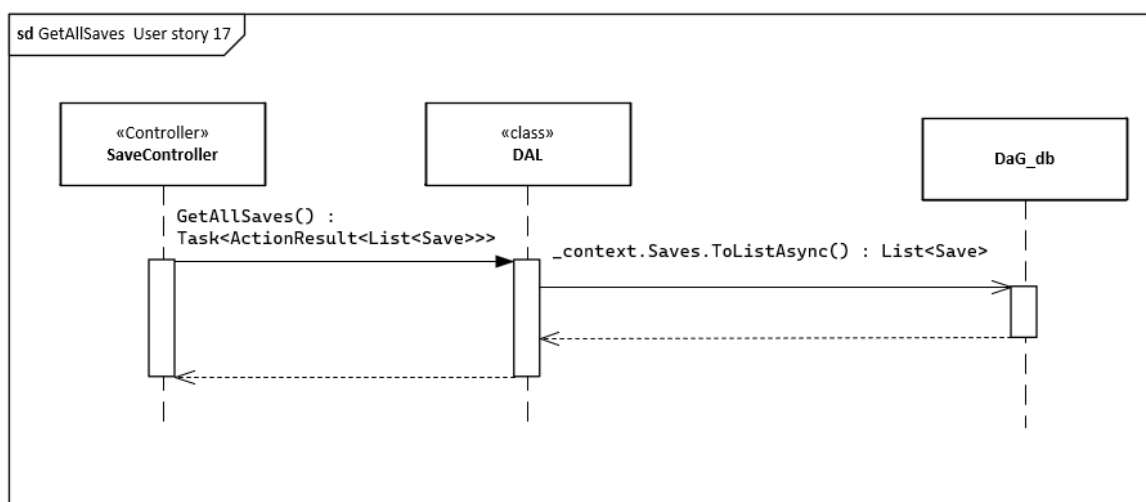 sd GetAllSaves User story 17
«Controller»
SaveController
«class»
DAL
DaG_db
GetAllSaves() :
Task<ActionResult<List<Save>>>
_context.Saves.ToListAsync() : List<Save>